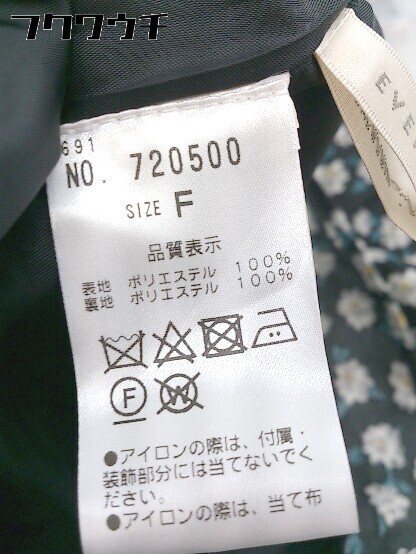 フクワウチ
691
NO. 720500
SIZE F
品質表示
表地 ポリエステル 100%
裏地 ポリエステル 100%
F W
●アイロンの際は、付属・
装飾部分には当てないでく
ださい。
●アイロンの際は、当て布